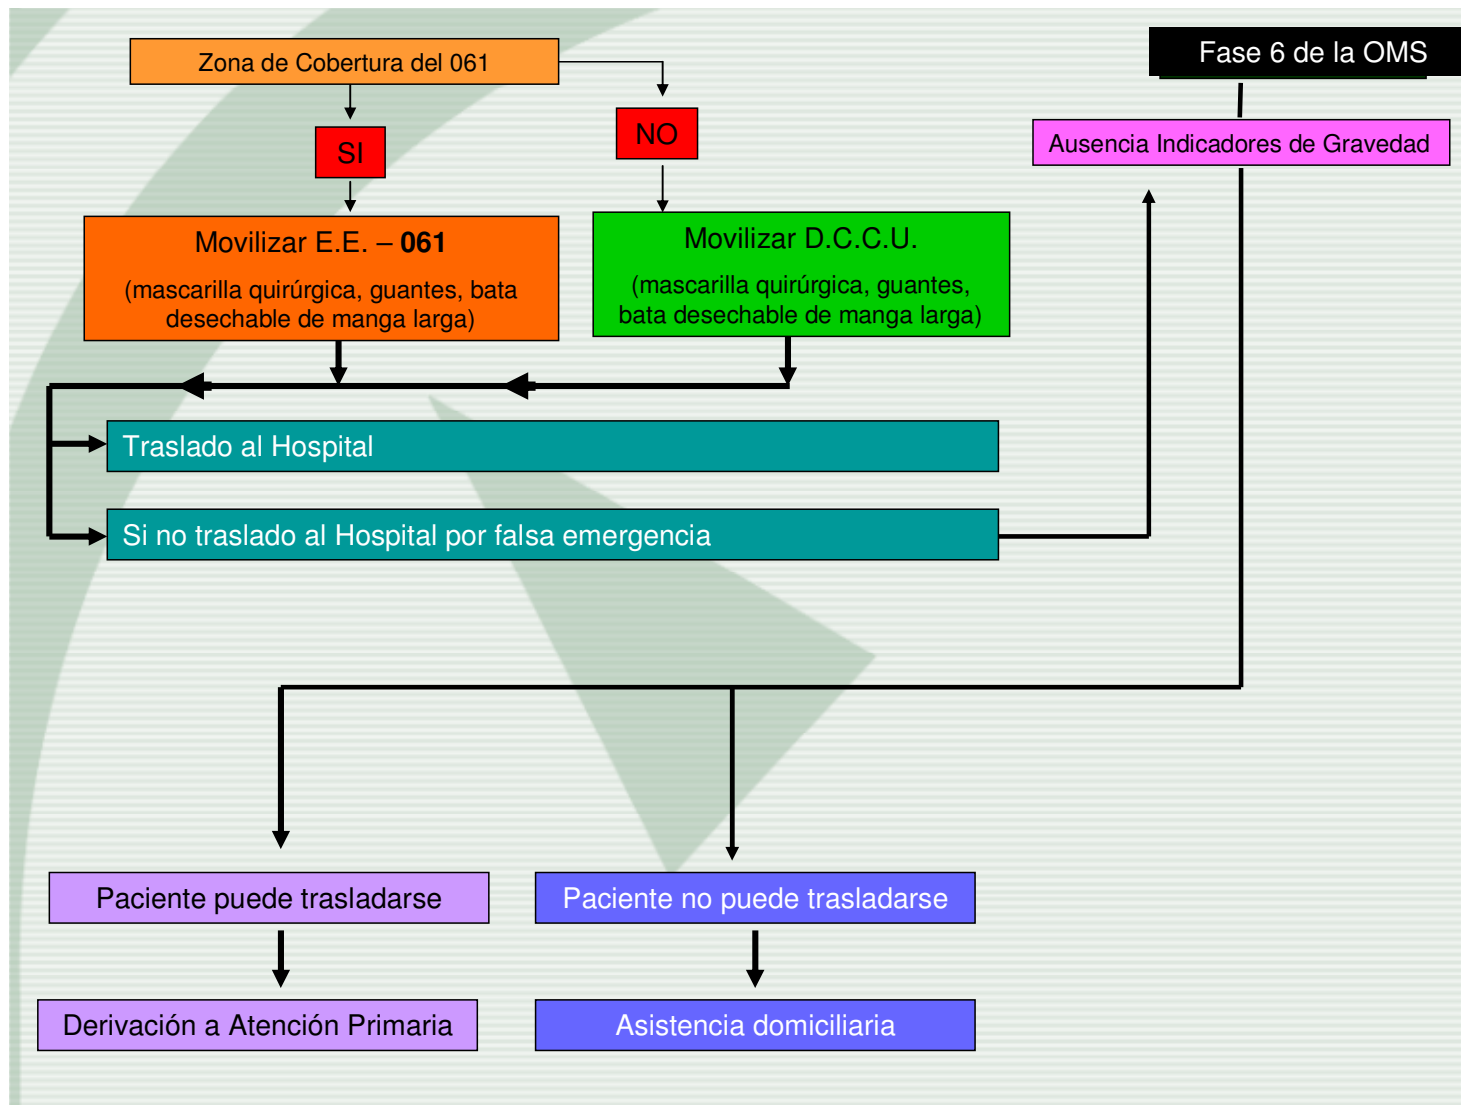 Zona de Cobertura del 061
Fase 6 de la OMS
SI
NO
Ausencia Indicadores de Gravedad
Movilizar E.E. – 061
(mascarilla quirúrgica, guantes, bata
desechable de manga larga)
Movilizar D.C.C.U.
(mascarilla quirúrgica, guantes,
bata desechable de manga larga)
Traslado al Hospital
Si no traslado al Hospital por falsa emergencia
Paciente puede trasladarse
Paciente no puede trasladarse
Derivación a Atención Primaria
Asistencia domiciliaria